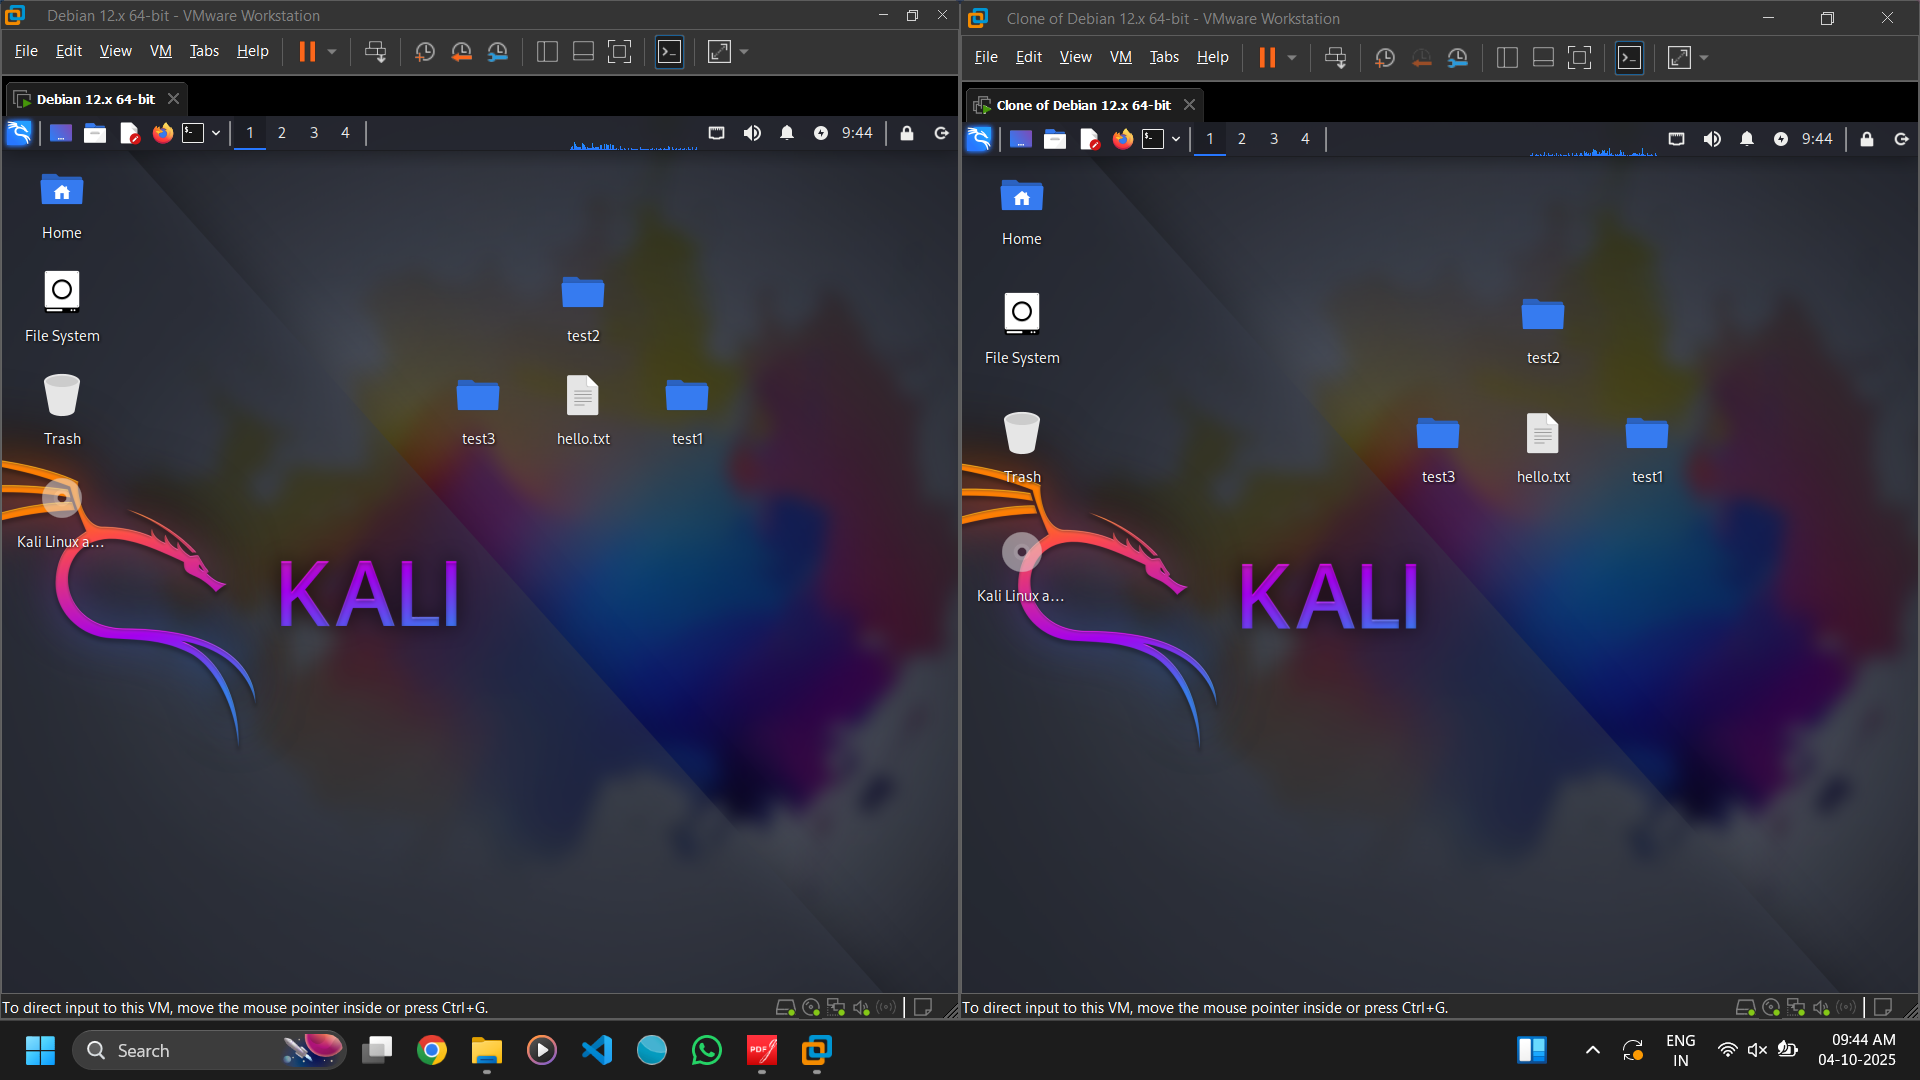 Debian 12.x 64-bit - VMware Workstation
File Edit View VM Tabs Help
Debian 12.x 64-bit
1 2 3 4 9:44
Home
File System
Trash
Kali Linux a...
test2
test3 hello.txt test1
KALI
To direct input to this VM, move the mouse pointer inside or press Ctrl+G.
Clone of Debian 12.x 64-bit - VMware Workstation
File Edit View VM Tabs Help
Clone of Debian 12.x 64-bit
1 2 3 4 9:44
Home
File System
Trash
Kali Linux a...
test2
test3 hello.txt test1
KALI
To direct input to this VM, move the mouse pointer inside or press Ctrl+G.
Search
PDF
ENG
IN
09:44 AM
04-10-2025